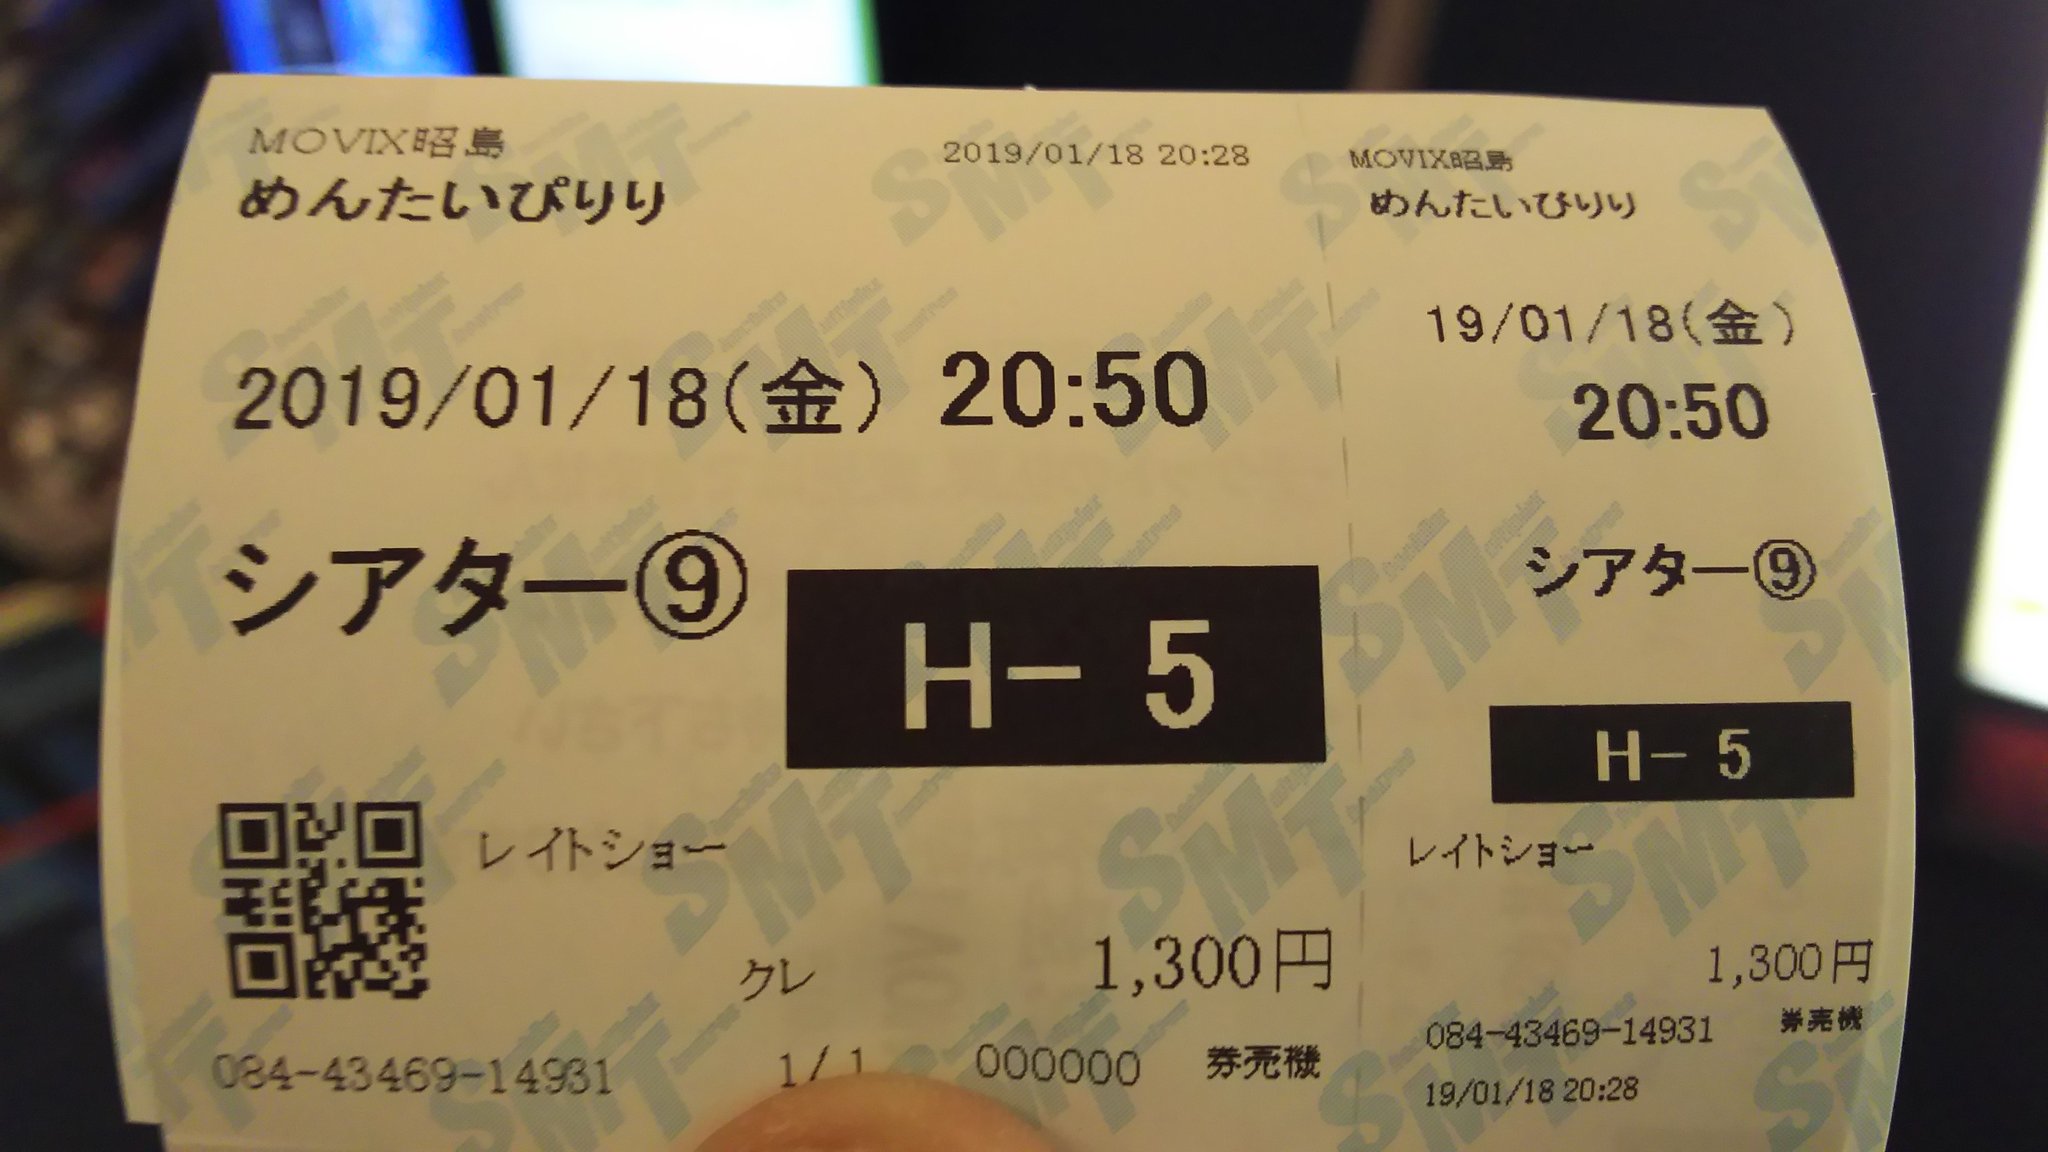 MOVIX昭島
2019/01/18 20:28
めんたいぴりり
2019/01/18(金) 20:50
シアター⑨
H- 5
レイトショー
クレ 1,300円
084-43469-14931 1/1 000000 券売機
MOVIX昭島
めんたいぴりり
19/01/18(金)
20:50
シアター⑨
H- 5
レイトショー
1,300円
084-43469-14931 券売機
19/01/18 20:28
SMT